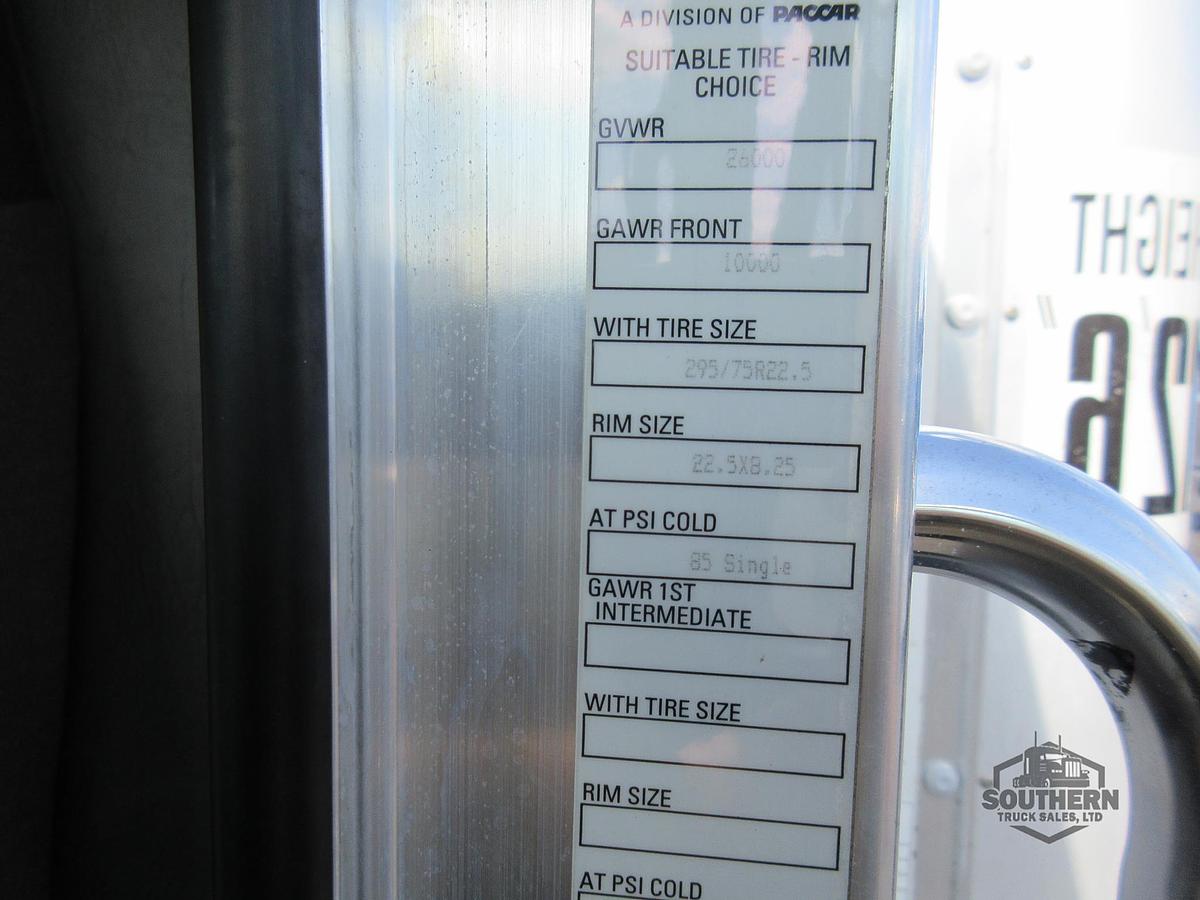 A DIVISION OF PACCAR
SUITABLE TIRE - RIM
CHOICE
GVWR
26000
GAWR FRONT
10000
WITH TIRE SIZE
295/75R22.5
RIM SIZE
22.5X8.25
AT PSI COLD
85 Single
GAWR 1ST
INTERMEDIATE
WITH TIRE SIZE
RIM SIZE
AT PSI COLD
EIGHT
'26"
SOUTHERN
TRUCK SALES, LTD